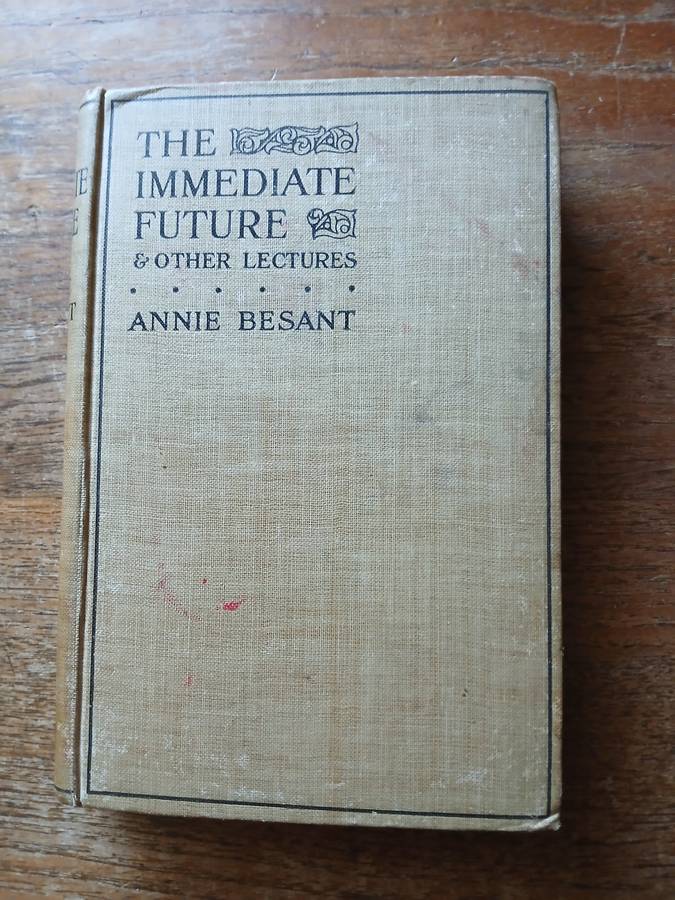 THE
IMMEDIATE
FUTURE
& OTHER LECTURES
ANNIE BESANT